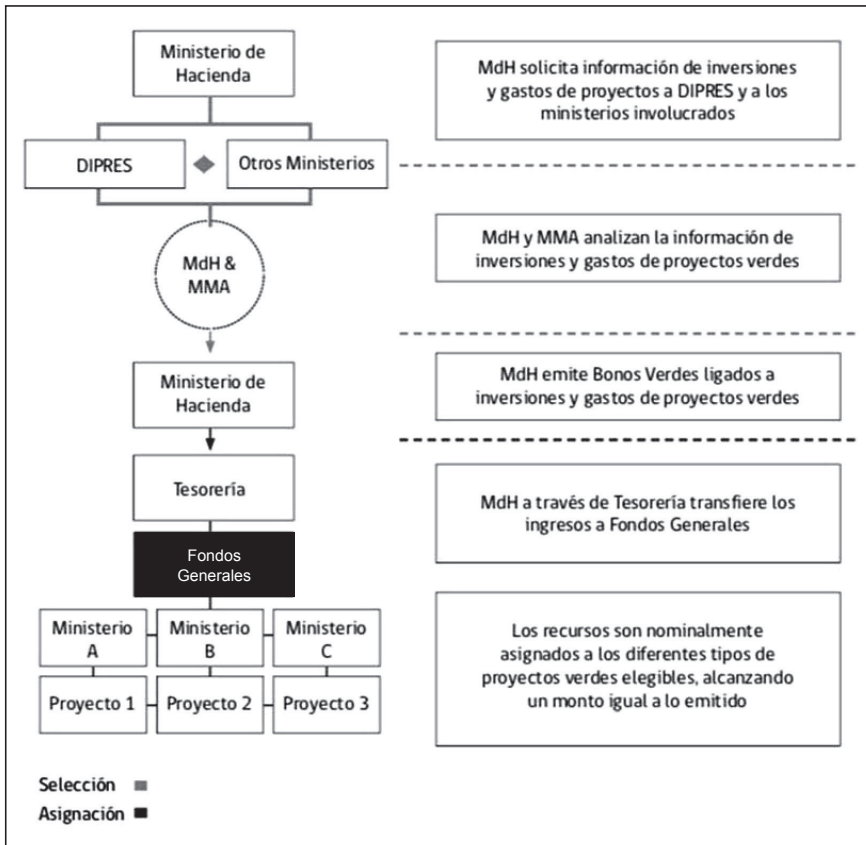 Ministerio de
Hacienda
MdH solicita información de inversiones
y gastos de proyectos a DIPRES y a los
ministerios involucrados
DIPRES
Otros Ministerios
MdH &
MMA
MdH y MMA analizan la información de
inversiones y gastos de proyectos verdes
Ministerio de
Hacienda
MdH emite Bonos Verdes ligados a
inversiones y gastos de proyectos verdes
Tesorería
MdH a través de Tesorería transfiere los
ingresos a Fondos Generales
Fondos
Generales
Ministerio
A
Ministerio
B
Ministerio
C
Proyecto 1
Proyecto 2
Proyecto 3
Los recursos son nominalmente
asignados a los diferentes tipos de
proyectos verdes elegibles, alcanzando
un monto igual a lo emitido
Selección
Asignación